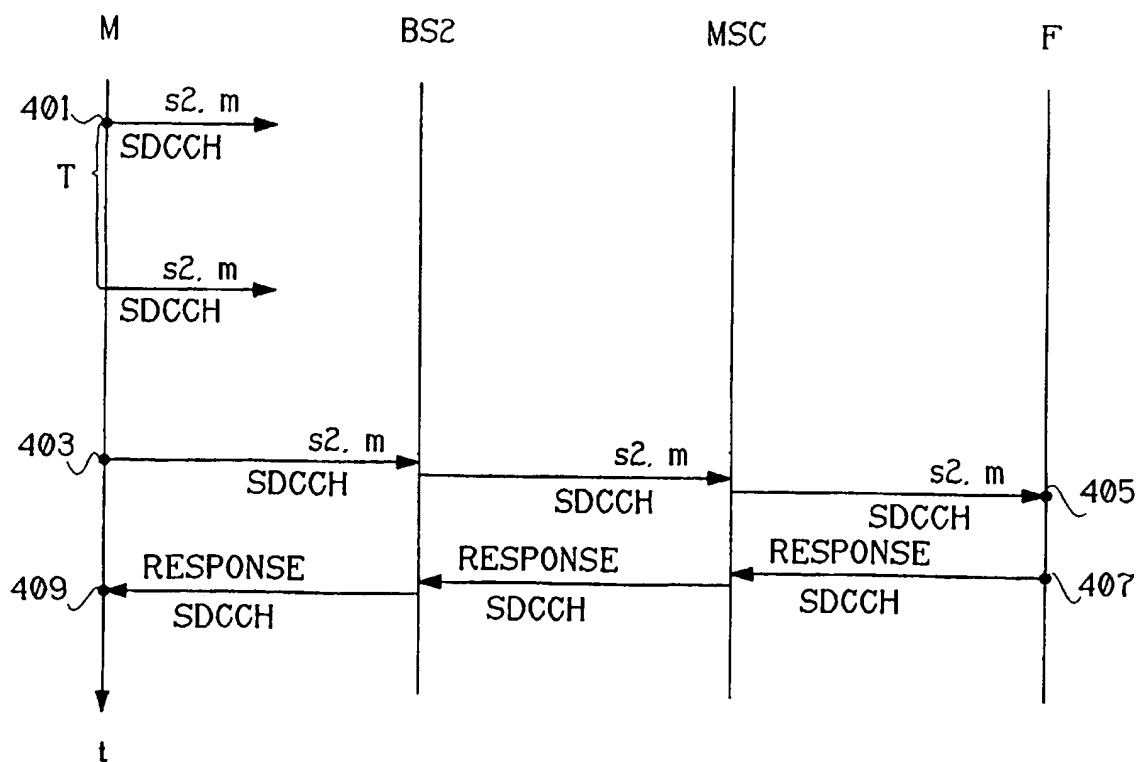 M BS2 MSC F
401 s2. m
SDCCH
T
s2. m
SDCCH
403 s2. m s2. m s2. m 405
SDCCH SDCCH SDCCH
RESPONSE RESPONSE RESPONSE
409 SDCCH SDCCH SDCCH 407
t